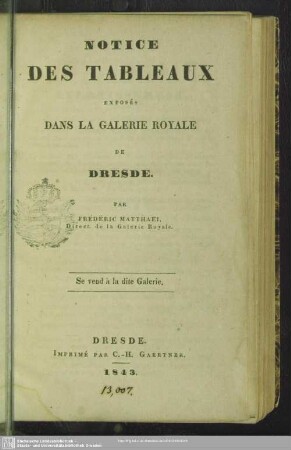 NOTICE
DES TABLEAUX
EXPOSÉS
DANS LA GALERIE ROYALE
DE
DRESDE.
PAR
FRÉDÉRIC MATTHAEI,
Direct. de la Galerie Royale.
Se vend à la dite Galerie.
DRESDE.
IMPRIMÉ PAR C.-H. GAERTNER.
1843.
13,007.